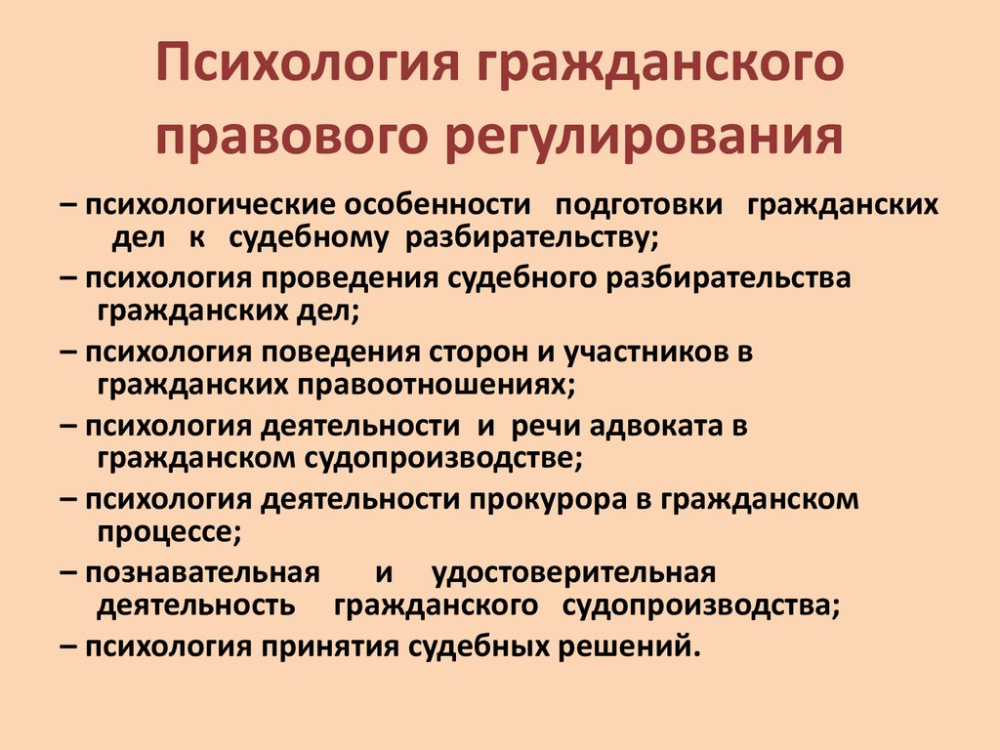 Психология гражданского
правового регулирования
– психологические особенности подготовки гражданских
дел к судебному разбирательству;
– психология проведения судебного разбирательства
гражданских дел;
– психология поведения сторон и участников в
гражданских правоотношениях;
– психология деятельности и речи адвоката в
гражданском судопроизводстве;
– психология деятельности прокурора в гражданском
процессе;
– познавательная и удостоверительная
деятельность гражданского судопроизводства;
– психология принятия судебных решений.